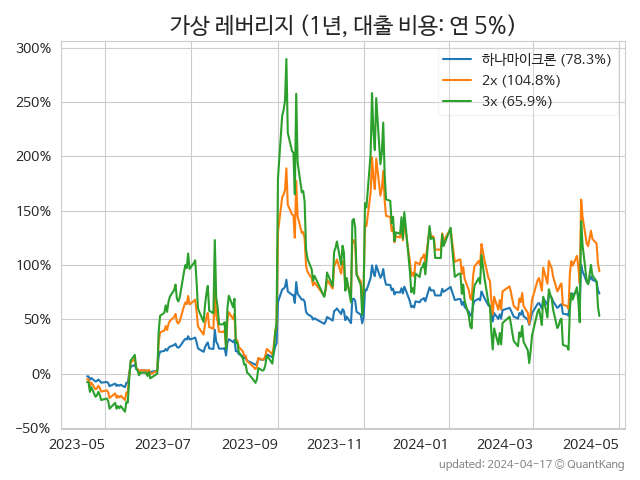 가상 레버리지 (1년, 대출 비용: 연 5%)
300%
250%
200%
150%
100%
50%
0%
−50%
하나마이크론 (78.3%)
2x (104.8%)
3x (65.9%)
2023-05 2023-07 2023-09 2023-11 2024-01 2024-03 2024-05
updated: 2024-04-17 © QuantKang